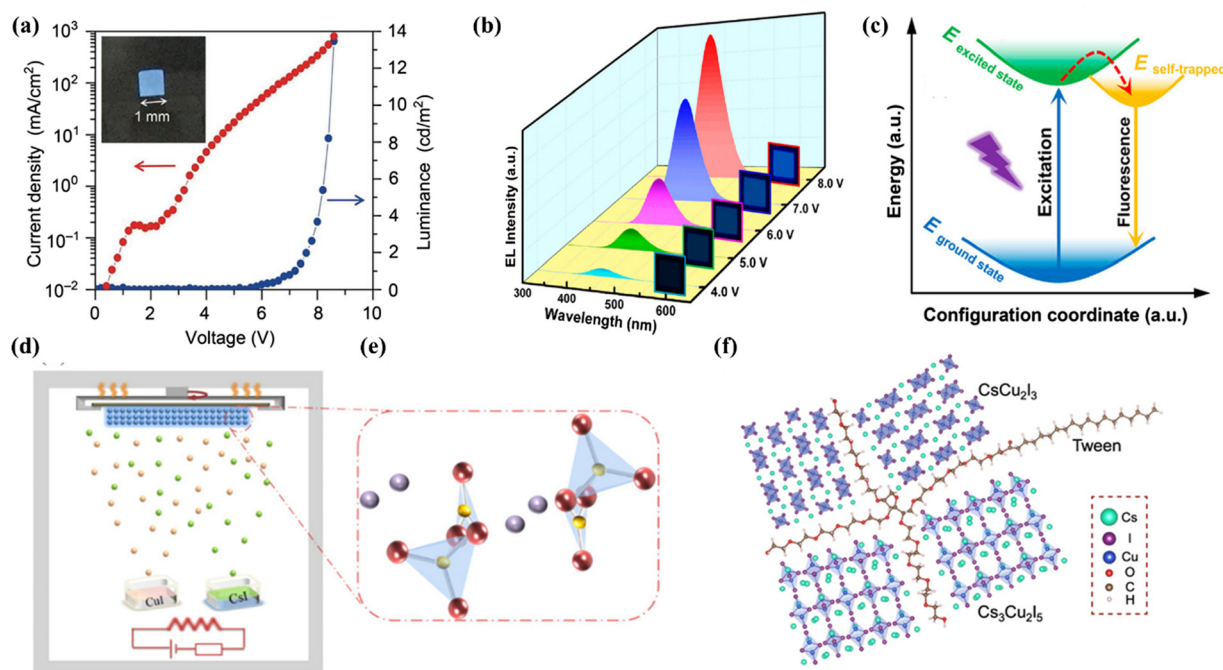 (a)
Current density (mA/cm²)
10³
10²
10¹
10⁰
10⁻¹
10⁻²
1 mm
14
12
10
8
6
4
2
0
Luminance (cd/m²)
0 2 4 6 8 10
Voltage (V)
(b)
EL Intensity (a.u.)
300 400 500 600
Wavelength (nm)
4.0 V
5.0 V
6.0 V
7.0 V
8.0 V
(c)
Energy (a.u.)
E excited state
E self-trapped
Excitation
Fluorescence
E ground state
Configuration coordinate (a.u.)
(d)
CuI
CsI
(e)
(f)
CsCu₂I₃
Tween
Cs₃Cu₂I₅
Cs
I
Cu
O
C
H